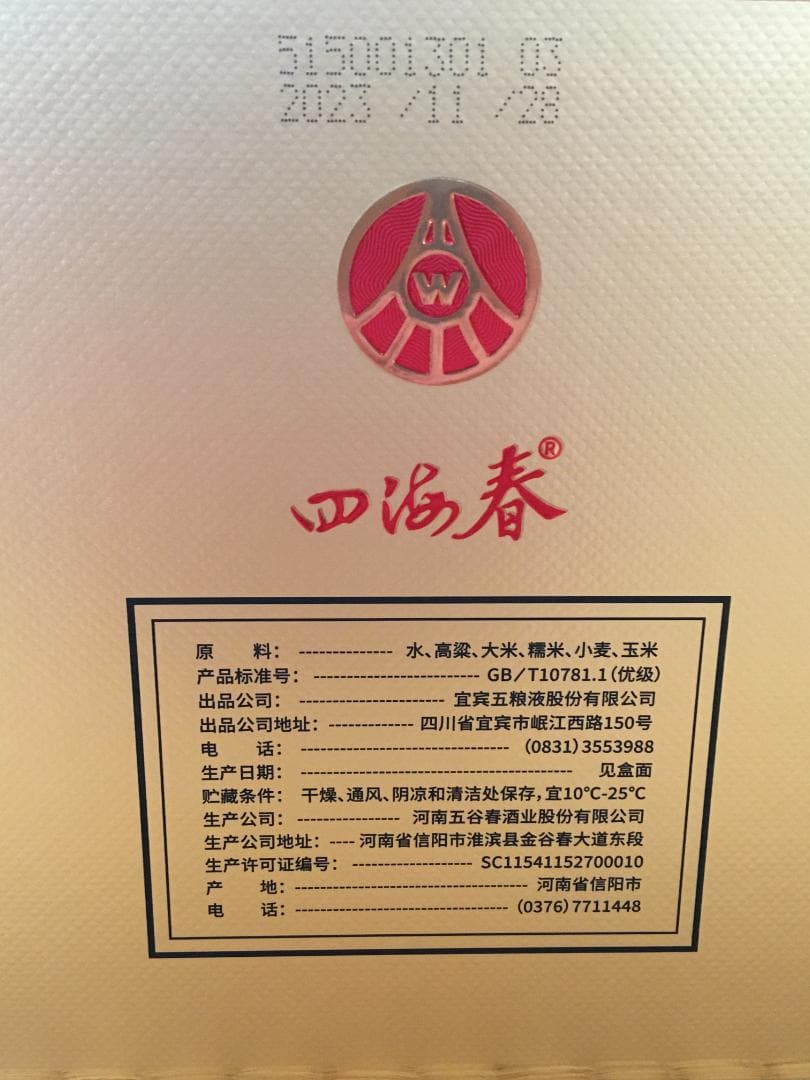 515001301 03
2023 /11 /28
W
四海春®
原 料： -------------- 水、高粱、大米、糯米、小麦、玉米
产品标准号： ------------------------- GB/T10781.1（优级）
出品公司： ---------------------- 宜宾五粮液股份有限公司
出品公司地址：------------- 四川省宜宾市岷江西路150号
电 话： -------------------------------- （0831）3553988
生产日期： ----------------------------------------- 见盒面
贮藏条件： 干燥、通风、阴凉和清洁处保存，宜10℃-25℃
生产公司： ---------------- 河南五谷春酒业股份有限公司
生产公司地址：---- 河南省信阳市淮滨县金谷春大道东段
生产许可证编号： ------------------- SC11541152700010
产 地：------------------------------------- 河南省信阳市
电 话： ---------------------------------- （0376）7711448